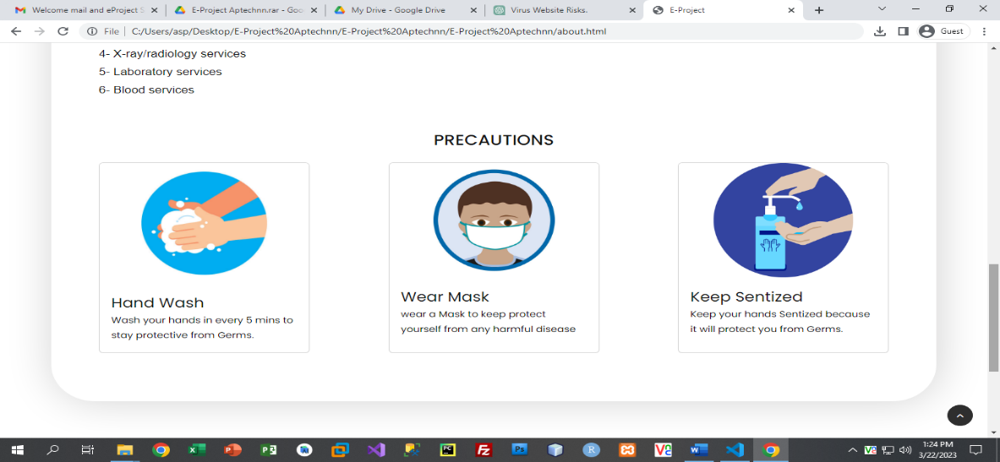 Welcome mail and eProject S
E-Project Aptechnn.rar - Goo
My Drive - Google Drive
Virus Website Risks.
E-Project
File
C:/Users/asp/Desktop/E-Project%20Aptechnn/E-Project%20Aptechnn/E-Project%20Aptechnn/about.html
Guest
4- X-ray/radiology services
5- Laboratory services
6- Blood services
PRECAUTIONS
Hand Wash
Wash your hands in every 5 mins to
stay protective from Germs.
Wear Mask
wear a Mask to keep protect
yourself from any harmful disease
Keep Sentized
Keep your hands Sentized because
it will protect you from Germs.
1:24 PM
3/22/2023